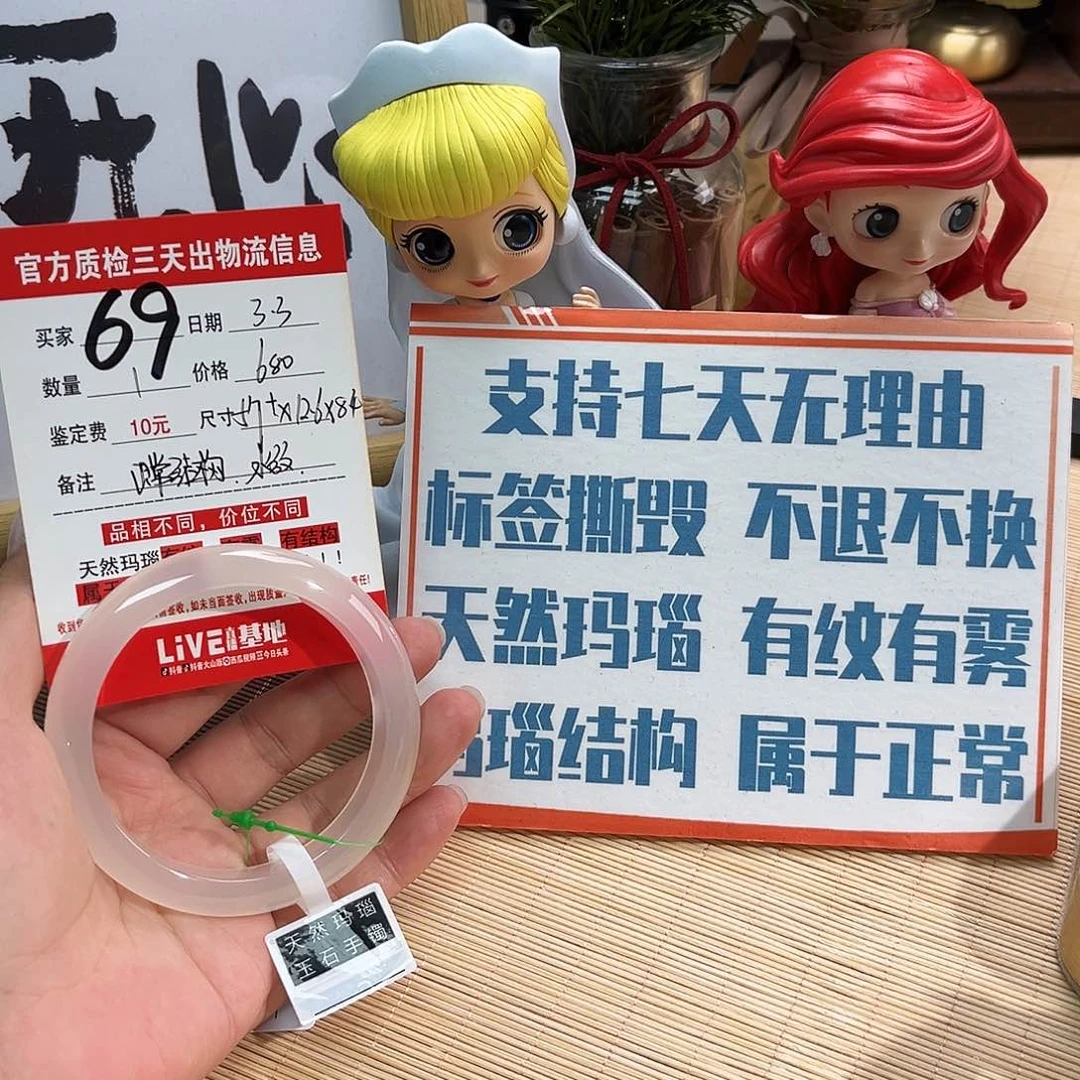 开心
官方质检三天出物流信息
买家 69 日期 3.3
数量 1 价格 680
鉴定费 10元 尺寸
备注
品相不同，价位不同
天然玛瑙 有结构
LiVE 基地
支持七天无理由
标签撕毁 不退不换
天然玛瑙 有纹有雾
玛瑙结构 属于正常
天然玛瑙
玉石手镯